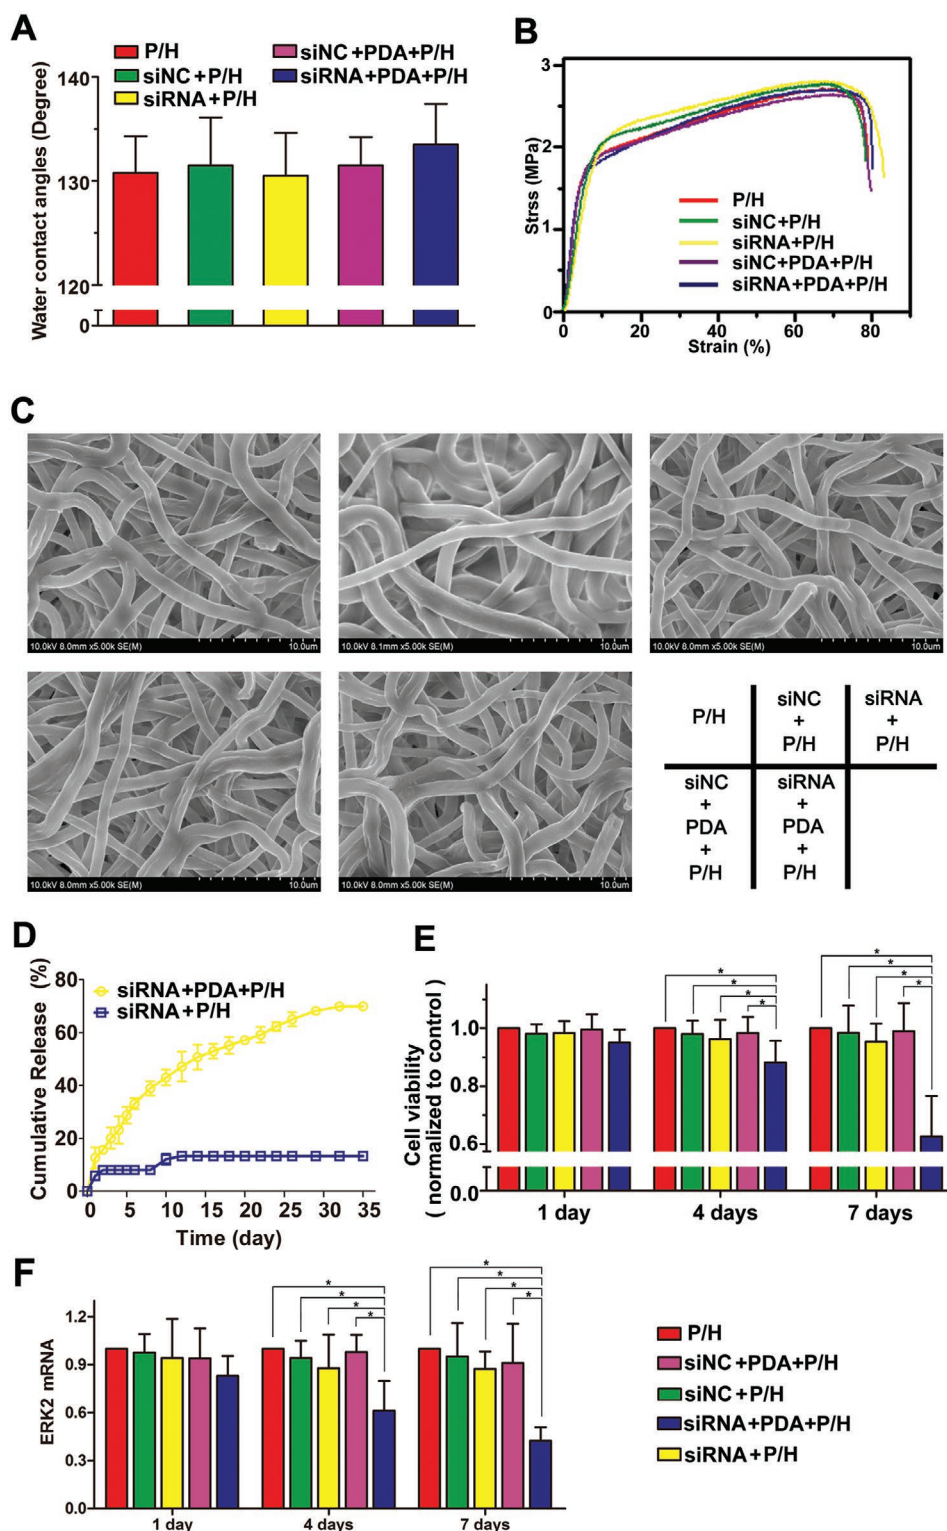 A
P/H
siNC+P/H
siRNA+P/H
siNC+PDA+P/H
siRNA+PDA+P/H
Water contact angles (Degree)
140
130
120
0
B
Strss (MPa)
3
2
1
0
P/H
siNC+P/H
siRNA+P/H
siNC+PDA+P/H
siRNA+PDA+P/H
0
20
40
60
80
Strain (%)
C
10.0kV 8.0mm x5.00k SE(M) 10.0um
10.0kV 8.1mm x5.00k SE(M) 10.0um
10.0kV 8.0mm x5.00k SE(M) 10.0um
10.0kV 8.0mm x5.00k SE(M) 10.0um
10.0kV 8.0mm x5.00k SE(M) 10.0um
P/H
siNC
+
P/H
siRNA
+
P/H
siNC
+
PDA
+
P/H
siRNA
+
PDA
+
P/H
D
Cumulative Release (%)
80
60
40
20
0
siRNA+PDA+P/H
siRNA+P/H
0 5 10 15 20 25 30 35
Time (day)
E
Cell viability
( normalized to control )
1.0
0.8
0.6
0.0
*
*
*
*
*
*
*
*
1 day
4 days
7 days
F
ERK2 mRNA
1.2
0.9
0.6
0.3
0.0
*
*
*
*
*
*
*
*
1 day
4 days
7 days
P/H
siNC+PDA+P/H
siNC+P/H
siRNA+PDA+P/H
siRNA+P/H